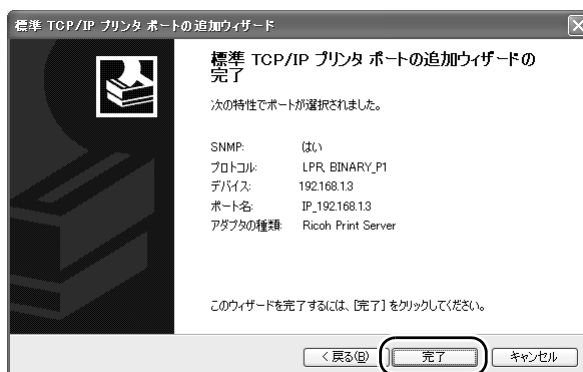 標準 TCP/IP プリンタ ポートの追加ウィザード
標準 TCP/IP プリンタ ポートの追加ウィザードの
完了
次の特性でポートが選択されました。
SNMP: はい
プロトコル: LPR, BINARY_P1
デバイス: 192.168.1.3
ポート名: IP_192.168.1.3
アダプタの種類: Ricoh Print Server
このウィザードを完了するには、[完了] をクリックしてください。
< 戻る(B) 完了 キャンセル